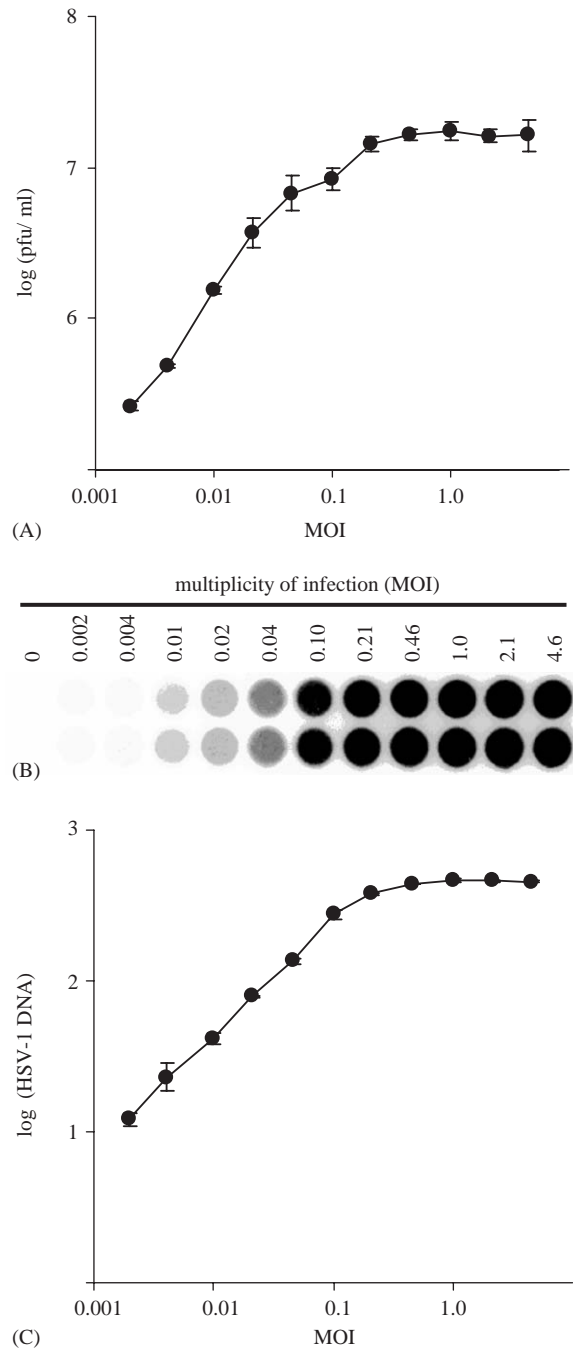 8
7
6
log (pfu/ ml)
0.001 0.01 0.1 1.0
(A) MOI
multiplicity of infection (MOI)
0 0.002 0.004 0.01 0.02 0.04 0.10 0.21 0.46 1.0 2.1 4.6
(B)
3
2
1
log (HSV-1 DNA)
0.001 0.01 0.1 1.0
(C) MOI